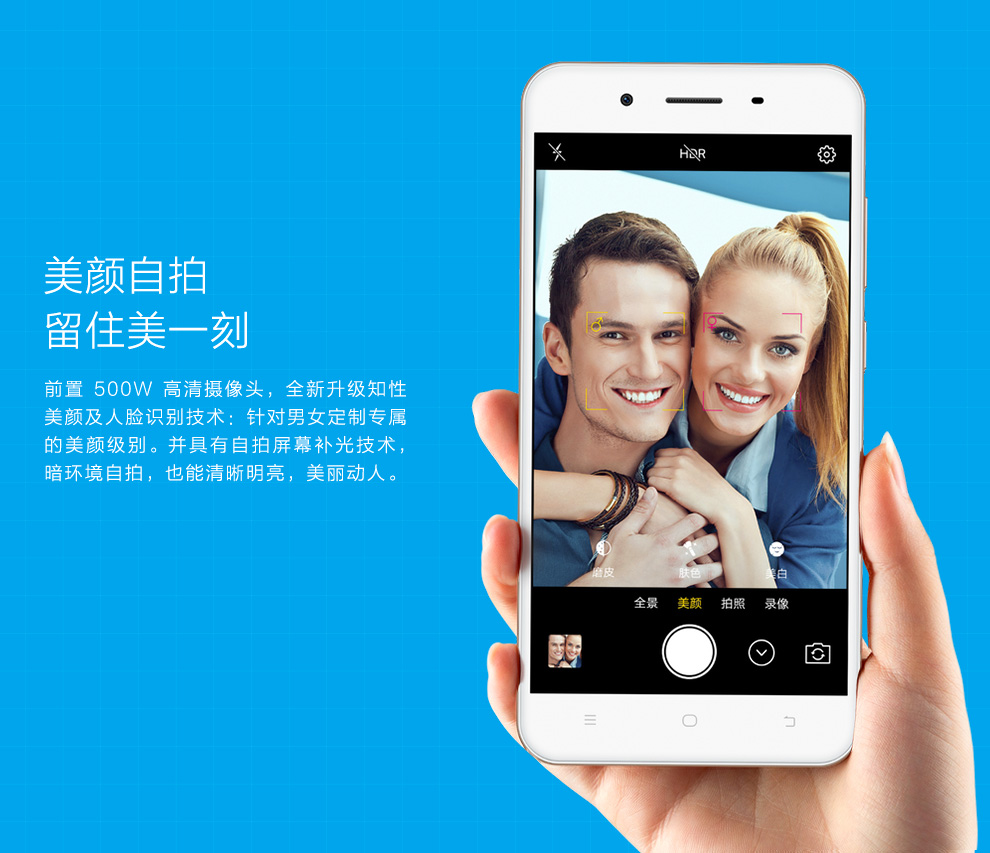 美颜自拍
留住美一刻
前置 500W 高清摄像头，全新升级知性
美颜及人脸识别技术：针对男女定制专属
的美颜级别。并具有自拍屏幕补光技术，
暗环境自拍，也能清晰明亮，美丽动人。
HDR
磨皮 肤色 美白
全景 美颜 拍照 录像